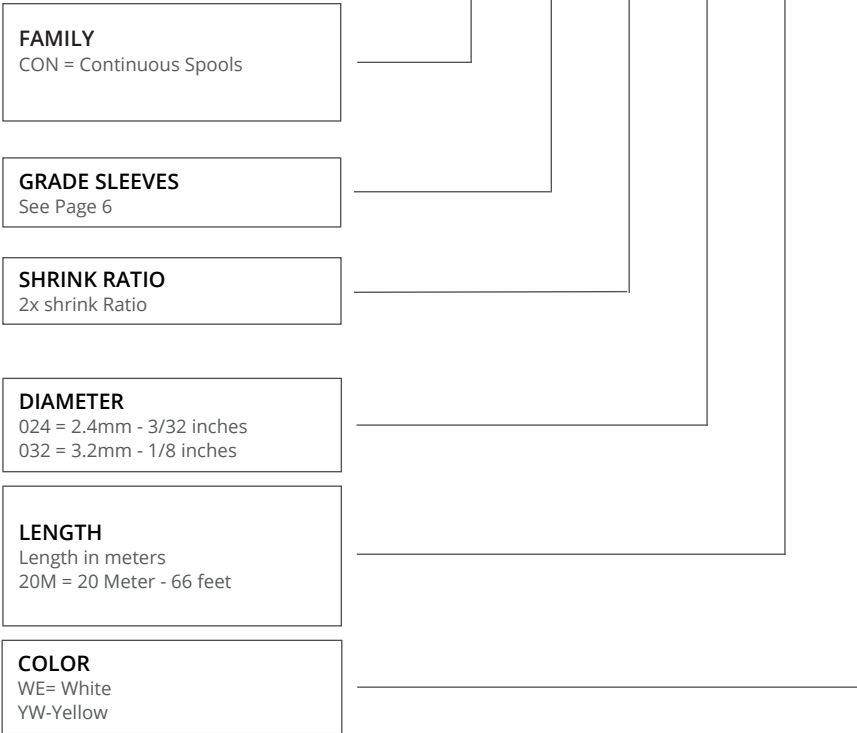 FAMILY
CON = Continuous Spools
GRADE SLEEVES
See Page 6
SHRINK RATIO
2x shrink Ratio
DIAMETER
024 = 2.4mm - 3/32 inches
032 = 3.2mm - 1/8 inches
LENGTH
Length in meters
20M = 20 Meter - 66 feet
COLOR
WE= White
YW-Yellow